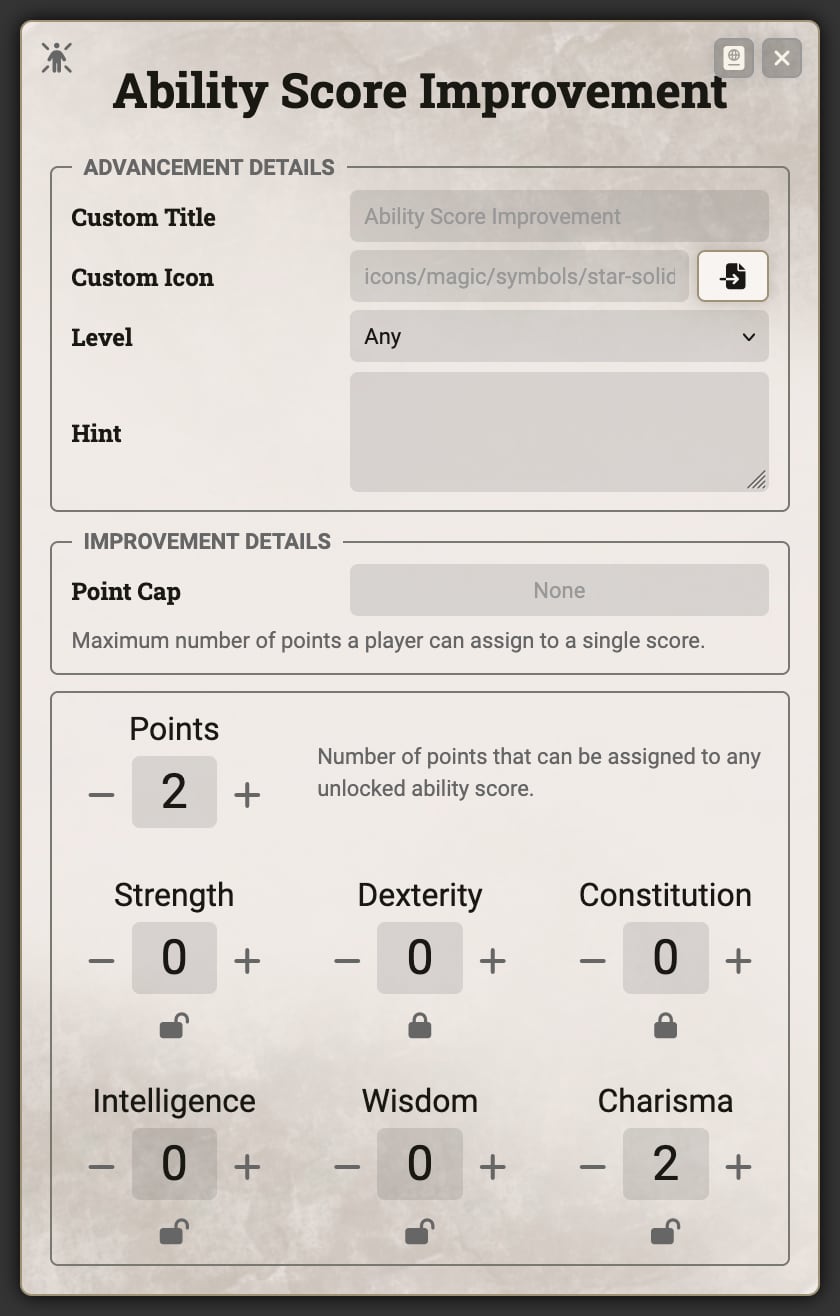 Ability Score Improvement
ADVANCEMENT DETAILS
Custom Title Ability Score Improvement
Custom Icon icons/magic/symbols/star-solid
Level Any
Hint
IMPROVEMENT DETAILS
Point Cap None
Maximum number of points a player can assign to a single score.
Points
2
Number of points that can be assigned to any
unlocked ability score.
Strength Dexterity Constitution
0 0 0
Intelligence Wisdom Charisma
0 0 2